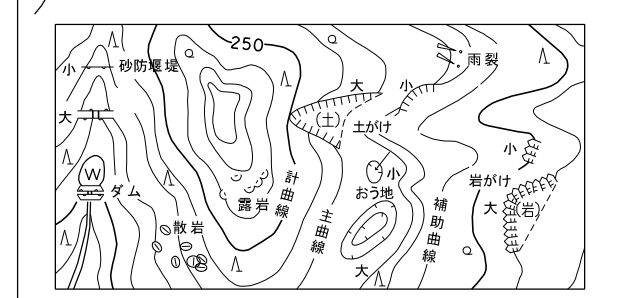 250
小 砂防堰堤
大
W
ダム
散岩
露岩
計曲線
主曲線
大
(土)
小
土がけ
小
おう地
大
補助曲線
雨裂
小
岩がけ
大
(岩)